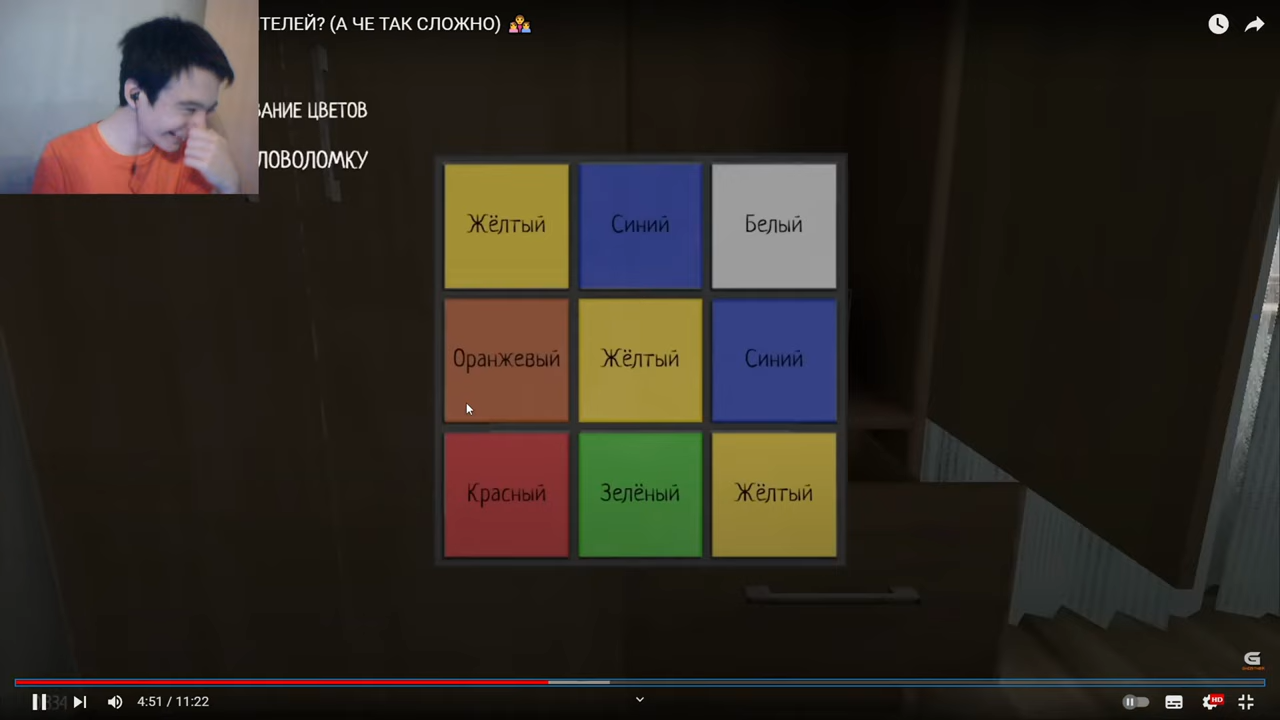 ТЕЛЕЙ? (А ЧЕ ТАК СЛОЖНО)
ВАНИЕ ЦВЕТОВ
ЛОВОЛОМКУ
Жёлтый Синий Белый
Оранжевый Жёлтый Синий
Красный Зелёный Жёлтый
4:51 / 11:22
HD